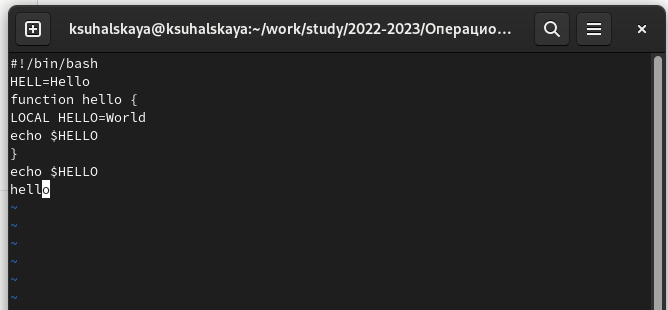 ksuhalskaya@ksuhalskaya:~/work/study/2022-2023/Операцио...
#!/bin/bash
HELL=Hello
function hello {
LOCAL HELLO=World
echo $HELLO
}
echo $HELLO
hello
~
~
~
~
~
~